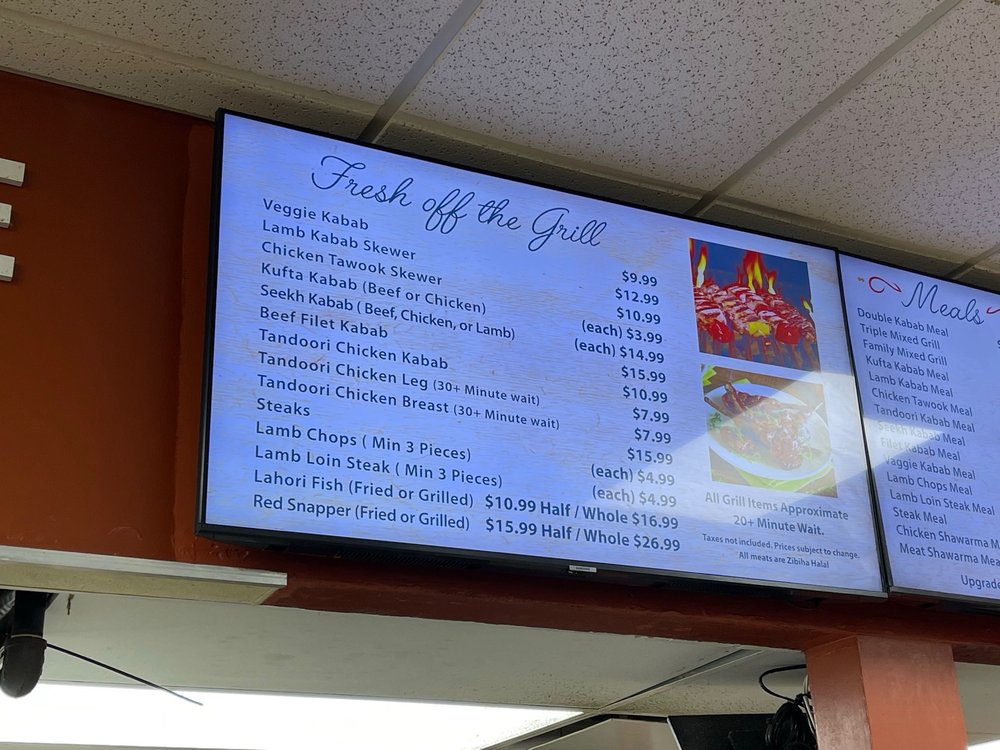 Fresh off the Grill
Veggie Kabab $9.99
Lamb Kabab Skewer $12.99
Chicken Tawook Skewer $10.99
Kufta Kabab (Beef or Chicken) (each) $3.99
Seekh Kabab ( Beef, Chicken, or Lamb) (each) $14.99
Beef Filet Kabab $15.99
Tandoori Chicken Kabab $10.99
Tandoori Chicken Leg (30+ Minute wait) $7.99
Tandoori Chicken Breast (30+ Minute wait) $7.99
Steaks $15.99
Lamb Chops ( Min 3 Pieces) (each) $4.99
Lamb Loin Steak ( Min 3 Pieces) (each) $4.99
Lahori Fish (Fried or Grilled) $10.99 Half / Whole $16.99
Red Snapper (Fried or Grilled) $15.99 Half / Whole $26.99
All Grill Items Approximate
20+ Minute Wait.
Taxes not included. Prices subject to change.
All meats are Zibiha Halal
Meals
Double Kabab Meal
Triple Mixed Grill
Family Mixed Grill
Kufta Kabab Meal
Lamb Kabab Meal
Chicken Tawook Meal
Tandoori Kabab Meal
Seekh Kabab Meal
Filet Kabab Meal
Vaggie Kabab Meal
Lamb Chops Meal
Lamb Loin Steak Meal
Steak Meal
Chicken Shawarma M
Meat Shawarma Mea
Upgrade